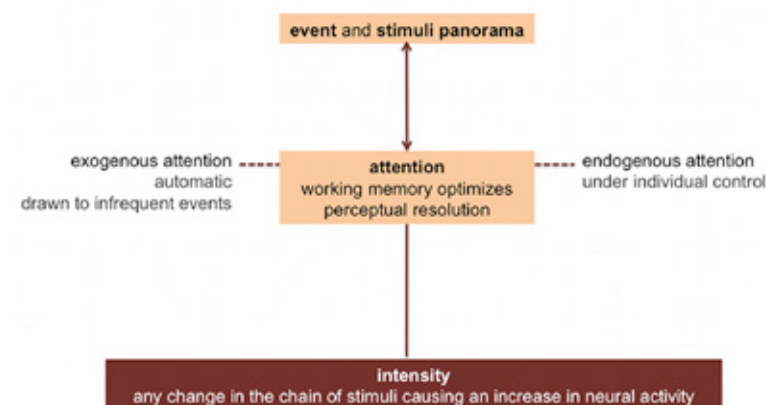 event and stimuli panorama
exogenous attention
automatic
drawn to infrequent events
attention
working memory optimizes
perceptual resolution
endogenous attention
under individual control
intensity
any change in the chain of stimuli causing an increase in neural activity